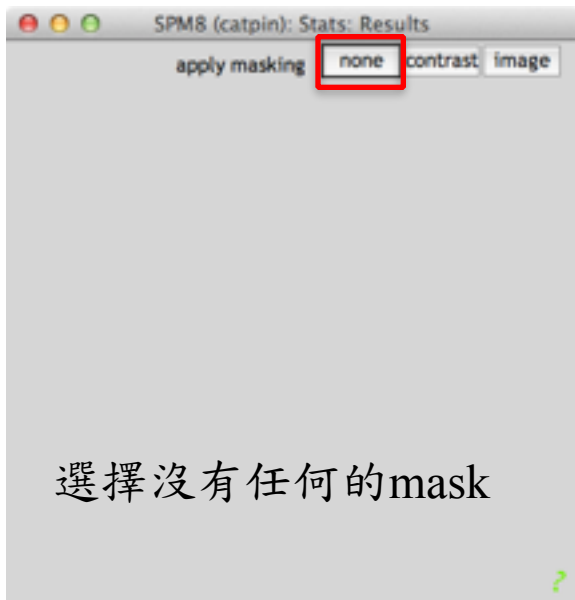 SPM8 (catpin): Stats: Results
apply masking none contrast image
選擇沒有任何的mask
?